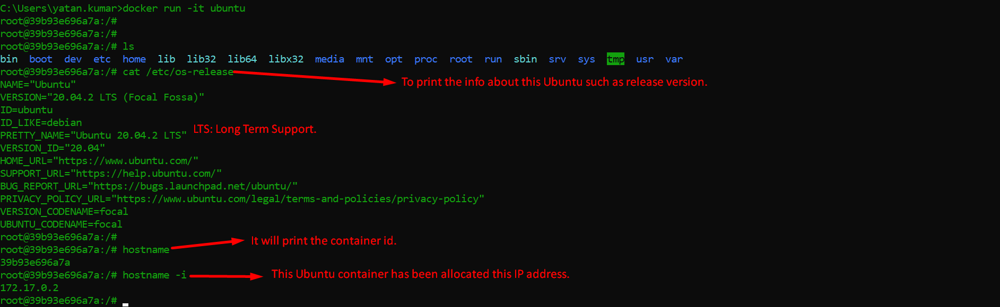 C:\Users\yatan.kumar>docker run -it ubuntu
root@39b93e696a7a:/#
root@39b93e696a7a:/#
root@39b93e696a7a:/# ls
bin boot dev etc home lib lib32 lib64 libx32 media mnt opt proc root run sbin srv sys tmp usr var
root@39b93e696a7a:/# cat /etc/os-release
To print the info about this Ubuntu such as release version.
NAME="Ubuntu"
VERSION="20.04.2 LTS (Focal Fossa)"
ID=ubuntu
ID_LIKE=debian
LTS: Long Term Support.
PRETTY_NAME="Ubuntu 20.04.2 LTS"
VERSION_ID="20.04"
HOME_URL="https://www.ubuntu.com/"
SUPPORT_URL="https://help.ubuntu.com/"
BUG_REPORT_URL="https://bugs.launchpad.net/ubuntu/"
PRIVACY_POLICY_URL="https://www.ubuntu.com/legal/terms-and-policies/privacy-policy"
VERSION_CODENAME=focal
UBUNTU_CODENAME=focal
root@39b93e696a7a:/#
It will print the container id.
root@39b93e696a7a:/# hostname
39b93e696a7a
root@39b93e696a7a:/# hostname -i
This Ubuntu container has been allocated this IP address.
172.17.0.2
root@39b93e696a7a:/#